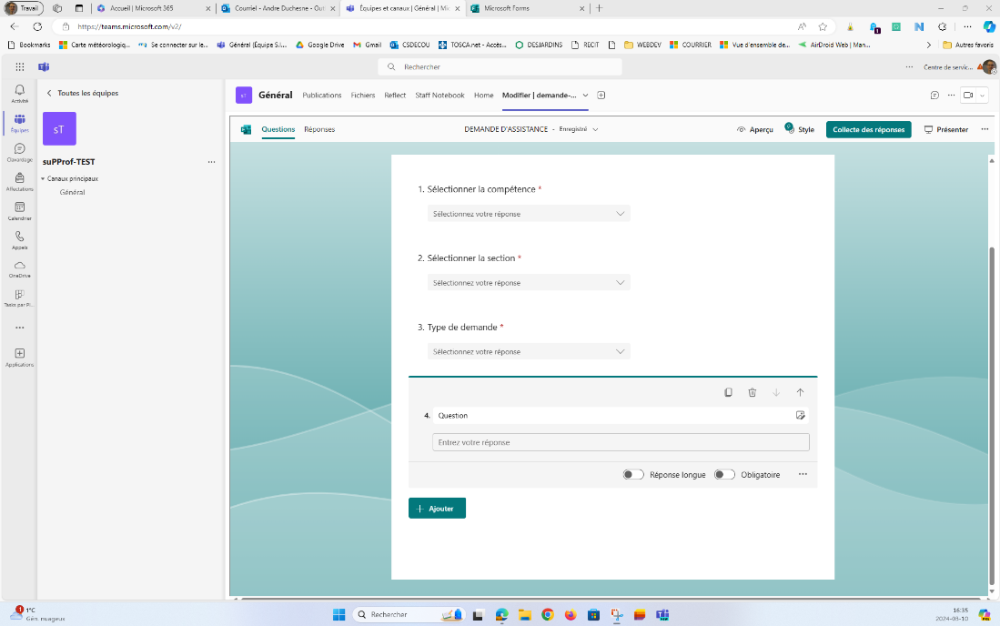 Travail
Accueil | Microsoft 365
Courriel - Andre Duchesne - Out
Équipes et canaux | Général | Mic
Microsoft Forms
https://teams.microsoft.com/v2/
Bookmarks
Carte météorologiq...
Se connecter sur le...
Général (Équipe S.i....
Google Drive
Gmail
CSDECOU
TOSCA.net - Accès...
DESJARDINS
RECIT
WEBDEV
COURRIER
Vue d'ensemble de...
AirDroid Web | Man...
Autres favoris
Rechercher
Centre de servic...
Activité
Équipes
Clavardage
Affectations
Calendrier
Appels
OneDrive
Tasks par Pl...
Applications
Toutes les équipes
sT
suPProf-TEST
Canaux principaux
Général
sT
Général
Publications
Fichiers
Reflect
Staff Notebook
Home
Modifier | demande-...
Questions
Réponses
DEMANDE D'ASSISTANCE - Enregistré
Aperçu
Style
Collecte des réponses
Présenter
1. Sélectionner la compétence *
Sélectionnez votre réponse
2. Sélectionner la section *
Sélectionnez votre réponse
3. Type de demande *
Sélectionnez votre réponse
4. Question
Entrez votre réponse
Réponse longue
Obligatoire
Ajouter
1
1°C
Gén. nuageux
Rechercher
16:35
2024-03-10